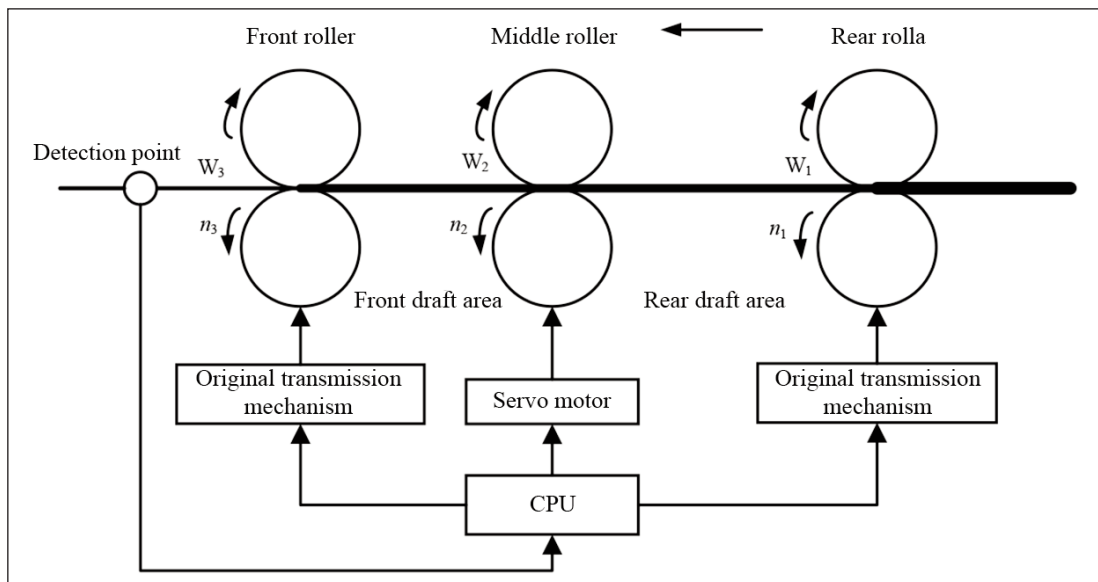 Front roller
Middle roller
Rear rolla
Detection point
W₃
W₂
W₁
n₃
n₂
n₁
Front draft area
Rear draft area
Original transmission
mechanism
Servo motor
Original transmission
mechanism
CPU